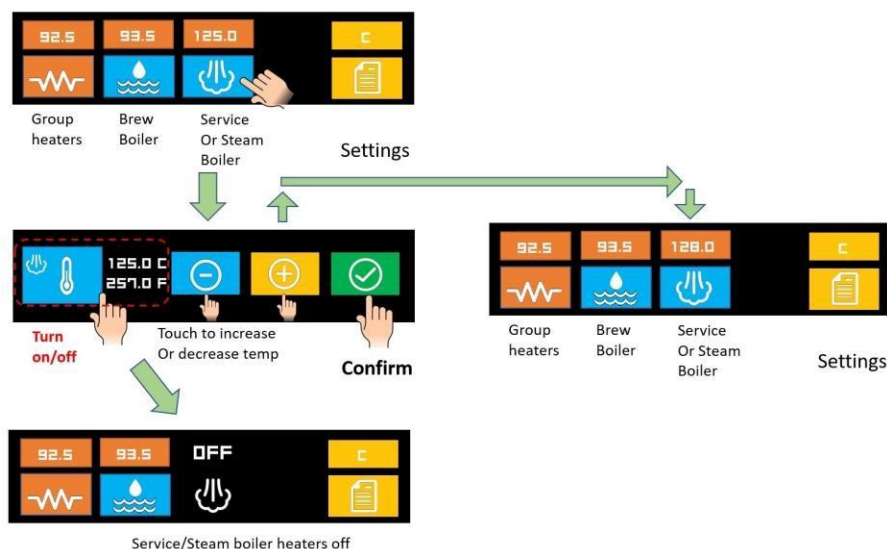 92.5 93.5 125.0 C
Group heaters
Brew Boiler
Service Or Steam Boiler
Settings
125.0 C
257.0 F
Turn on/off
Touch to increase
Or decrease temp
Confirm
92.5 93.5 128.0 C
Group heaters
Brew Boiler
Service Or Steam Boiler
Settings
92.5 93.5 OFF C
Service/Steam boiler heaters off